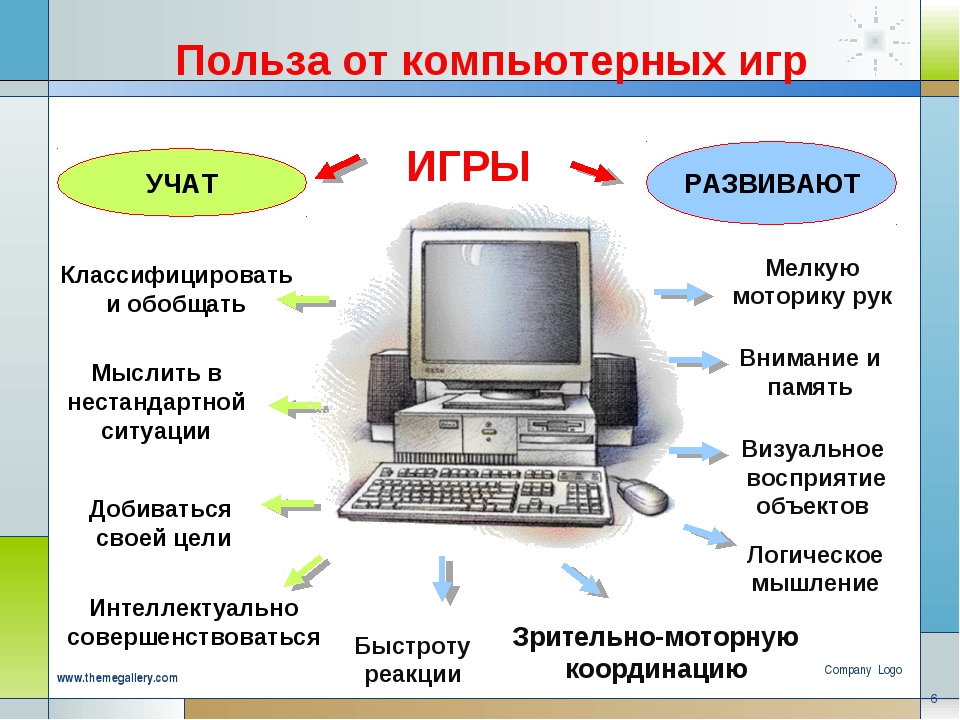 Польза от компьютерных игр
ИГРЫ
УЧАТ
РАЗВИВАЮТ
Классифицировать
и обобщать
Мыслить в
нестандартной
ситуации
Добиваться
своей цели
Интеллектуально
совершенствоваться
Мелкую
моторику рук
Внимание и
память
Визуальное
восприятие
объектов
Логическое
мышление
Быстроту
реакции
Зрительно-моторную
координацию
www.themegallery.com
Company Logo
6